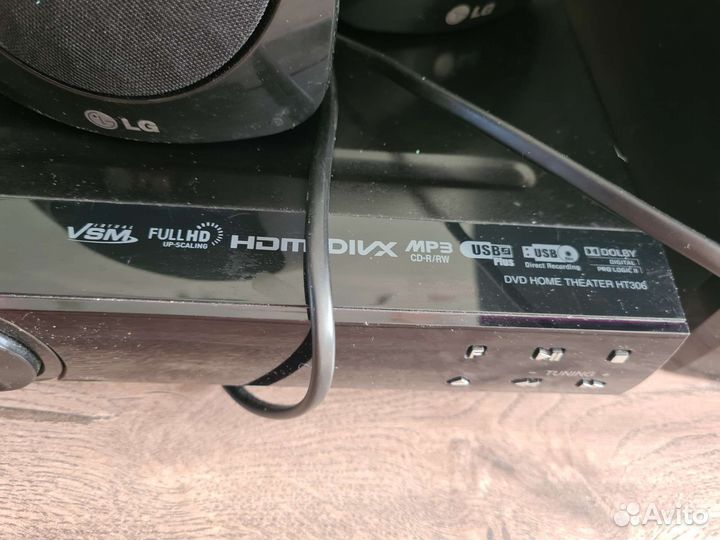 LG
LG
VSM
FULL HD
UP-SCALING
DIVX
MP3
CD-R/RW
USB
Plus
USB
Direct Recording
DOLBY
DIGITAL
PRO LOGIC II
DVD HOME THEATER HT306
F
- TUNING +
Avito